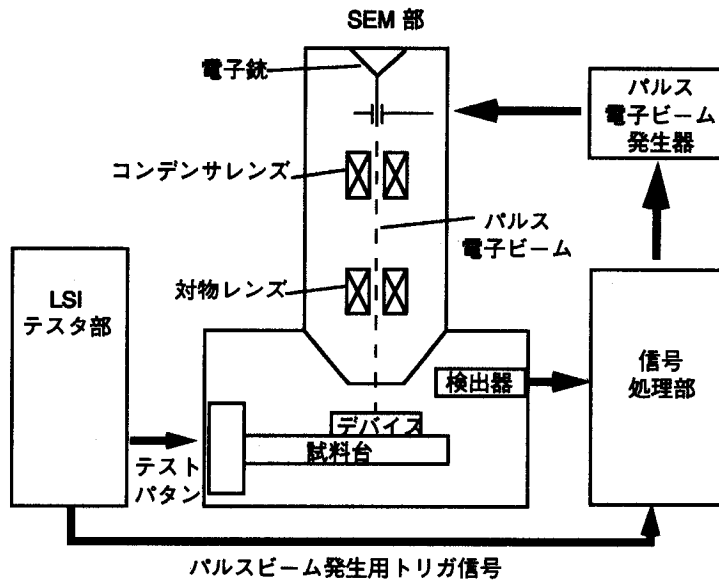 SEM 部
電子銃
パルス
電子ビーム
発生器
コンデンサレンズ
パルス
電子ビーム
対物レンズ
LSI
テスタ部
検出器
信号
処理部
デバイス
試料台
テスト
パタン
パルスビーム発生用トリガ信号